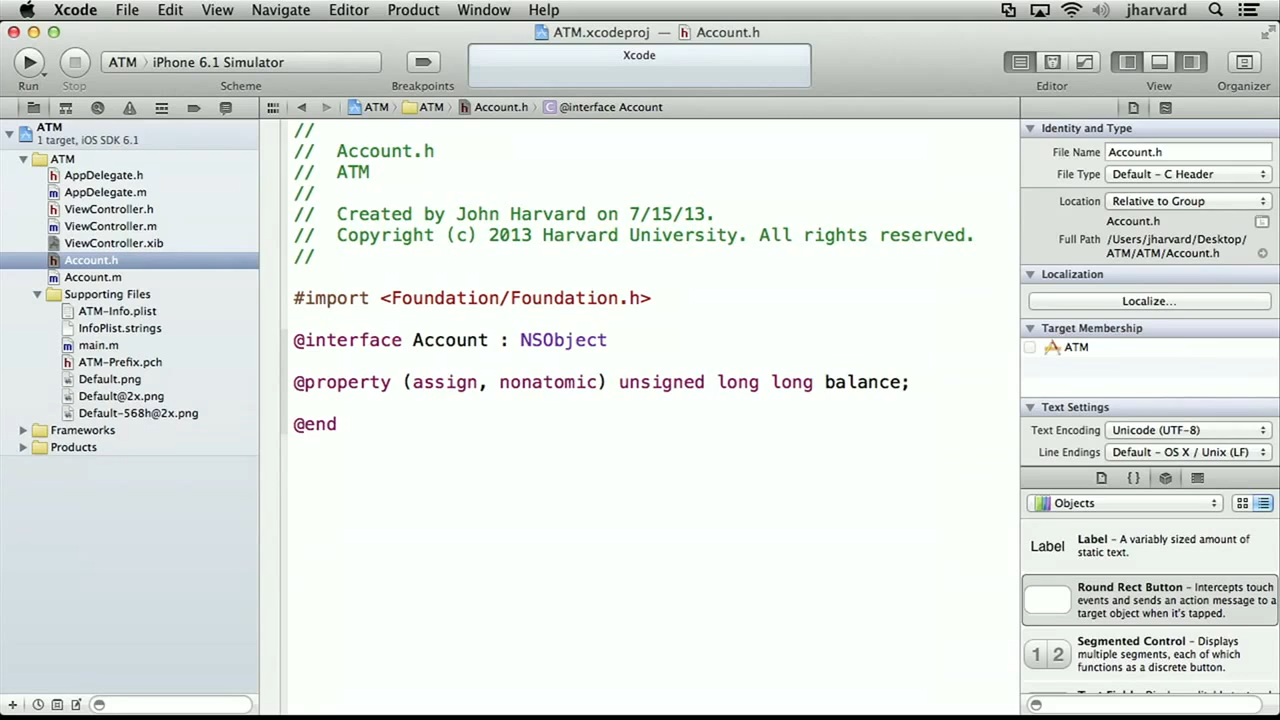 Xcode File Edit View Navigate Editor Product Window Help jharvard
ATM.xcodeproj — Account.h
ATM iPhone 6.1 Simulator
Xcode
Run Stop Scheme Breakpoints Editor View Organizer
ATM ATM Account.h @interface Account
ATM
1 target, iOS SDK 6.1
ATM
AppDelegate.h
AppDelegate.m
ViewController.h
ViewController.m
ViewController.xib
Account.h
Account.m
Supporting Files
ATM-Info.plist
InfoPlist.strings
main.m
ATM-Prefix.pch
Default.png
Default@2x.png
Default-568h@2x.png
Frameworks
Products
//
// Account.h
// ATM
//
// Created by John Harvard on 7/15/13.
// Copyright (c) 2013 Harvard University. All rights reserved.
//
#import <Foundation/Foundation.h>
@interface Account : NSObject
@property (assign, nonatomic) unsigned long long balance;
@end
Identity and Type
File Name Account.h
File Type Default - C Header
Location Relative to Group
Account.h
Full Path /Users/jharvard/Desktop/
ATM/ATM/Account.h
Localization
Localize...
Target Membership
ATM
Text Settings
Text Encoding Unicode (UTF-8)
Line Endings Default - OS X / Unix (LF)
{ }
Objects
Label
Label - A variably sized amount of
static text.
Round Rect Button - Intercepts touch
events and sends an action message to a
target object when it's tapped.
1 2
Segmented Control - Displays
multiple segments, each of which
functions as a discrete button.